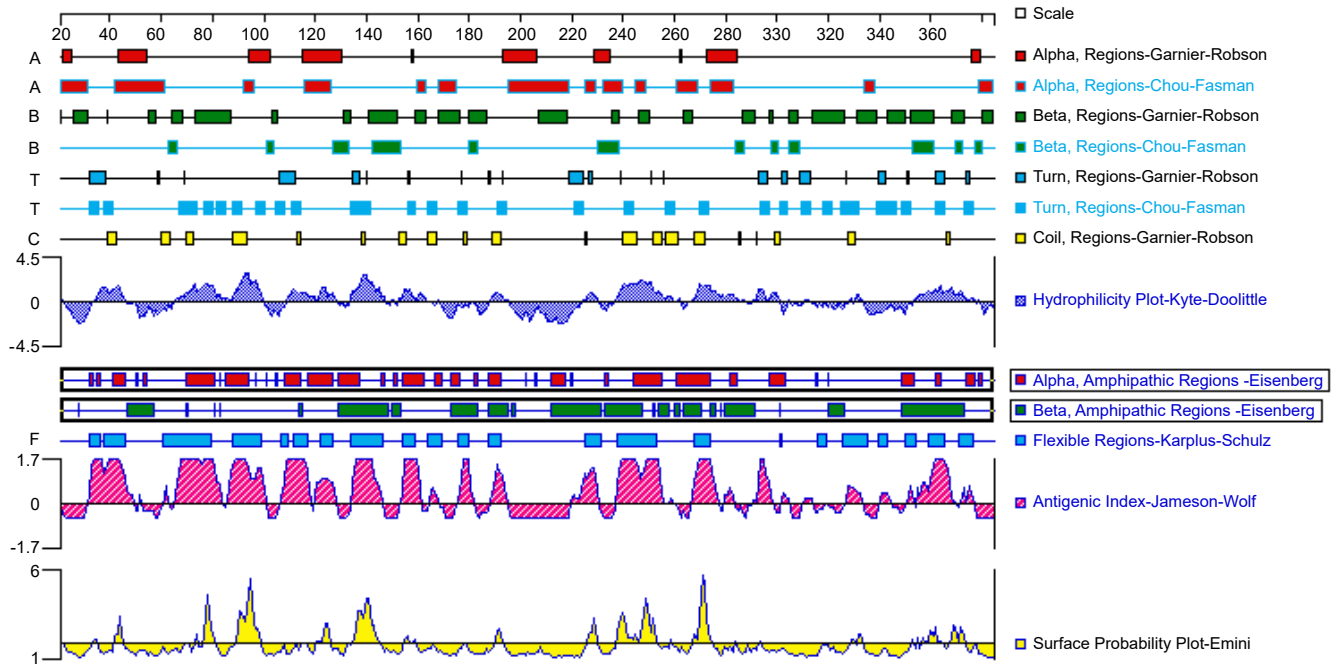 20 40 60 80 100 120 140 160 180 200 220 240 260 280 300 320 340 360
Scale
A
Alpha, Regions-Garnier-Robson
A
Alpha, Regions-Chou-Fasman
B
Beta, Regions-Garnier-Robson
B
Beta, Regions-Chou-Fasman
T
Turn, Regions-Garnier-Robson
T
Turn, Regions-Chou-Fasman
C
Coil, Regions-Garnier-Robson
4.5
0
-4.5
Hydrophilicity Plot-Kyte-Doolittle
Alpha, Amphipathic Regions -Eisenberg
Beta, Amphipathic Regions -Eisenberg
F
Flexible Regions-Karplus-Schulz
1.7
0
-1.7
Antigenic Index-Jameson-Wolf
6
1
Surface Probability Plot-Emini